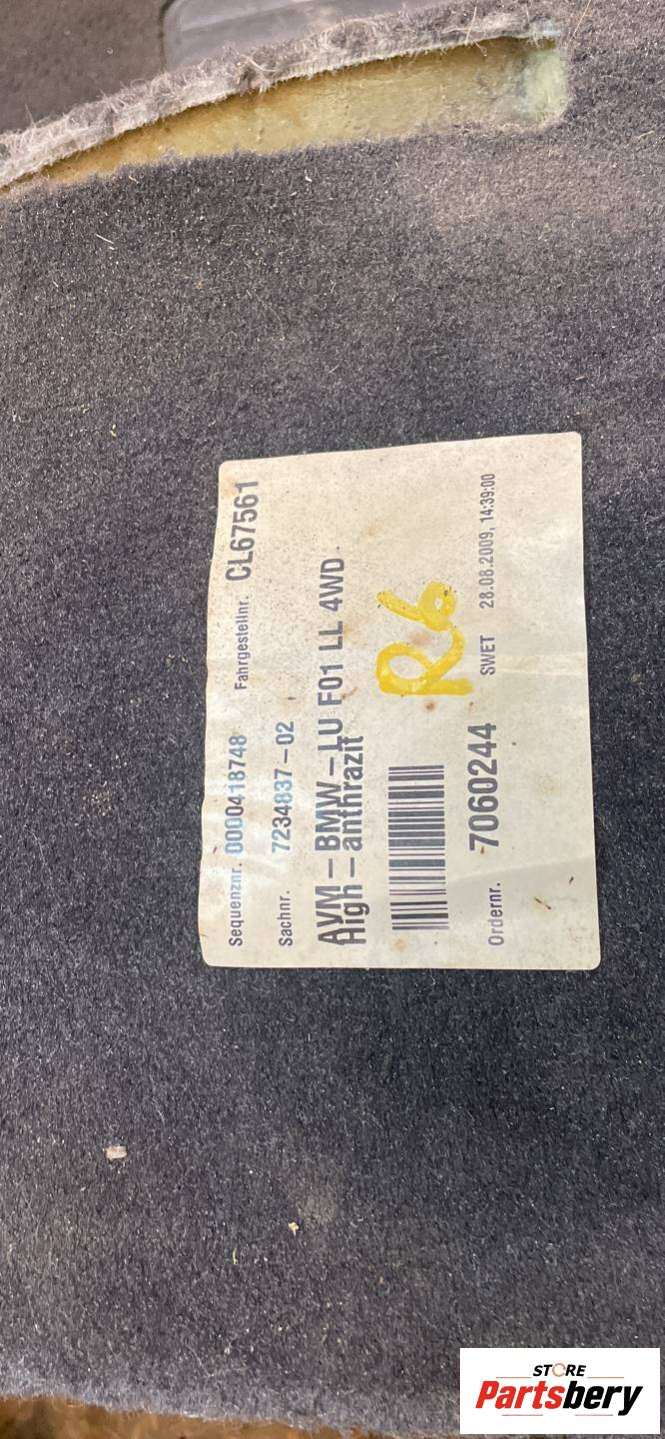 Sequenznr. 0000418748 Fahrgestellnr. CL67561
Sachnr. 7234837-02
AVM-BMW-LU F01 LL 4WD
High-anthrazit
R6
Ordernr. 7060244 SWET 28.08.2009, 14:39:00
STORE
Partsbery